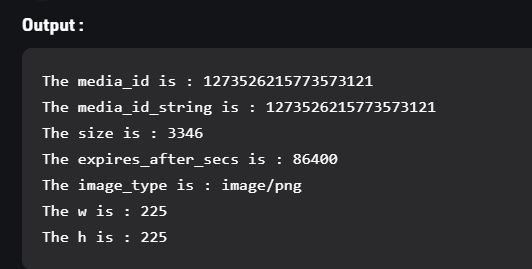 Output :
The media_id is : 1273526215773573121
The media_id_string is : 1273526215773573121
The size is : 3346
The expires_after_secs is : 86400
The image_type is : image/png
The w is : 225
The h is : 225